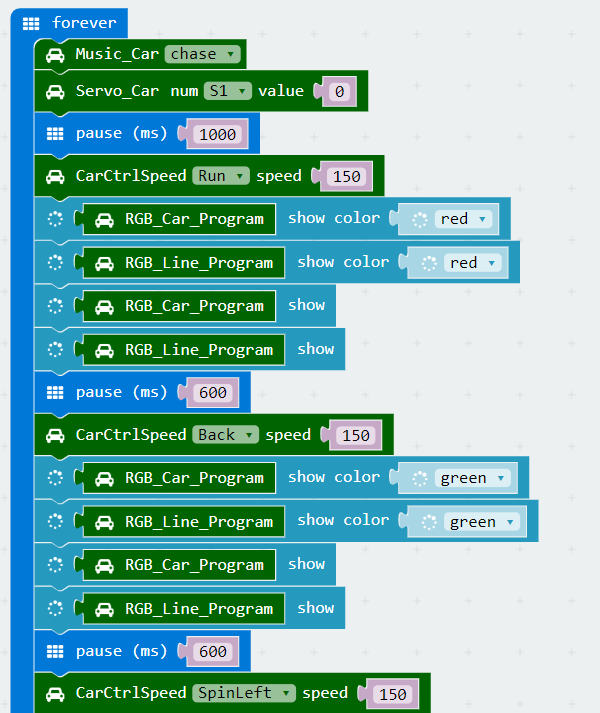 forever
Music_Car chase
Servo_Car num S1 value 0
pause (ms) 1000
CarCtrlSpeed Run speed 150
RGB_Car_Program show color red
RGB_Line_Program show color red
RGB_Car_Program show
RGB_Line_Program show
pause (ms) 600
CarCtrlSpeed Back speed 150
RGB_Car_Program show color green
RGB_Line_Program show color green
RGB_Car_Program show
RGB_Line_Program show
pause (ms) 600
CarCtrlSpeed SpinLeft speed 150